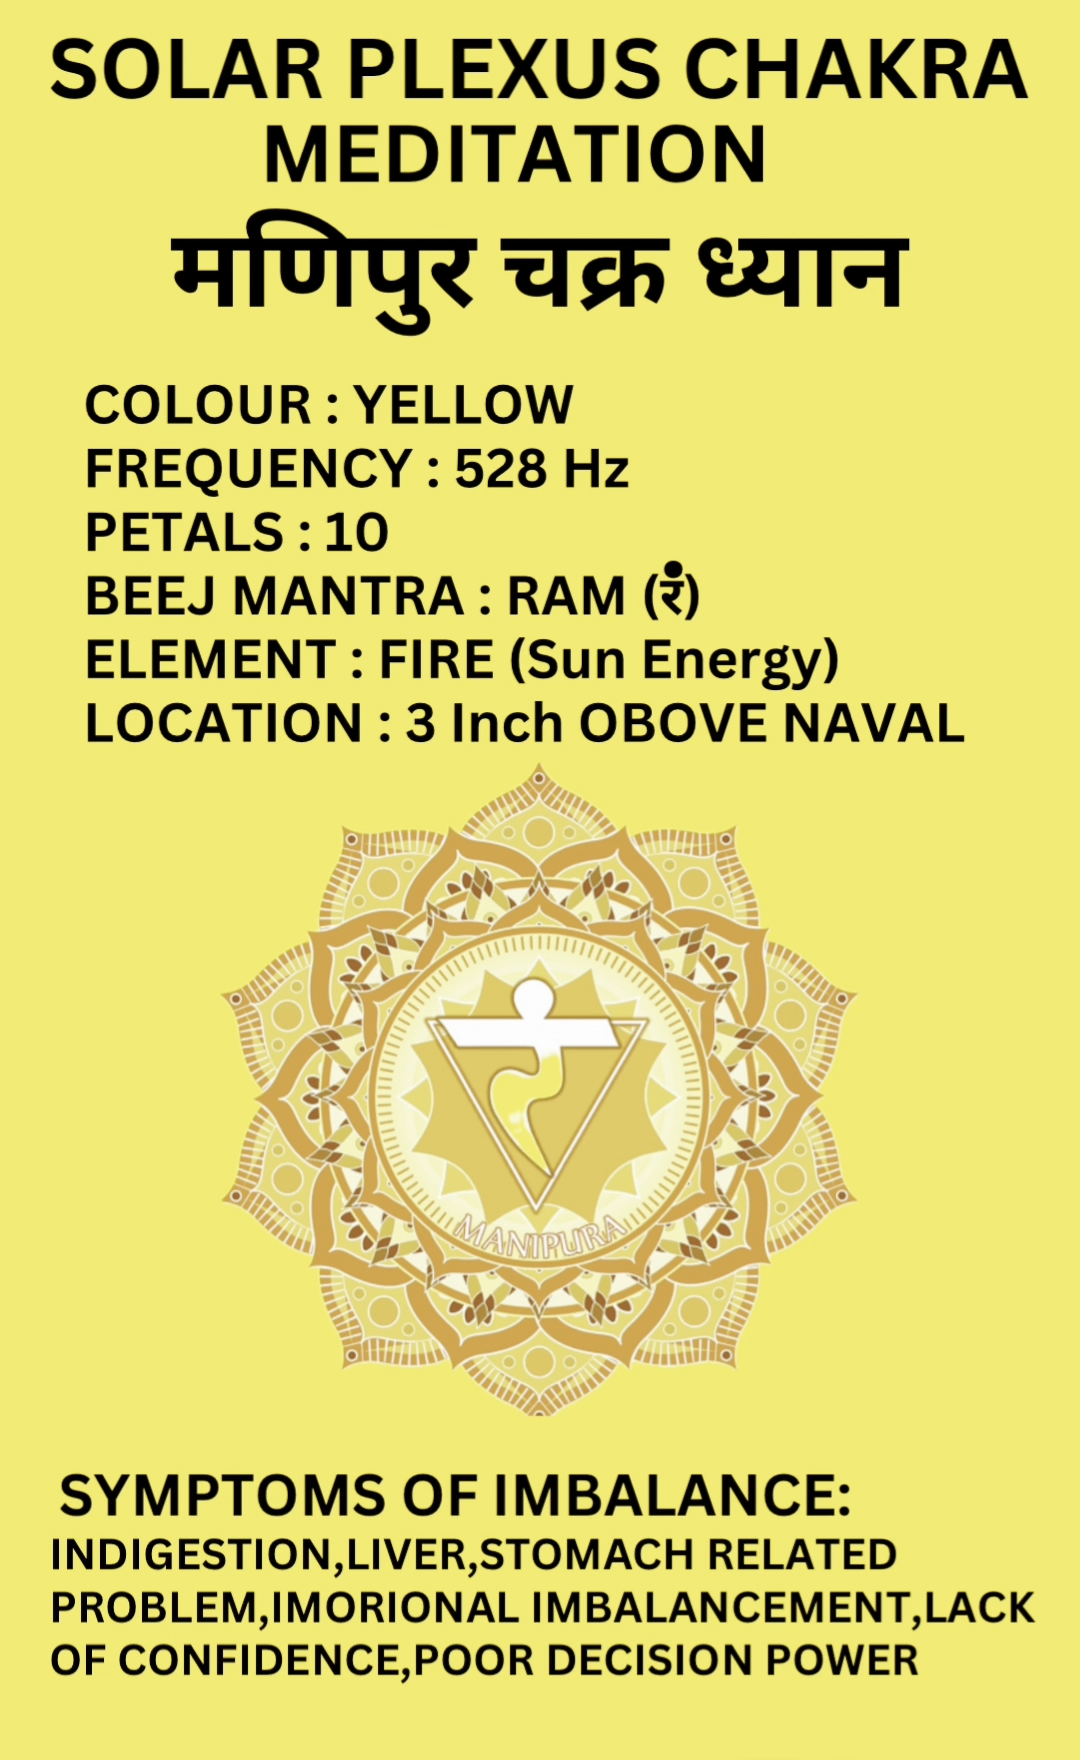 SOLAR PLEXUS CHAKRA
MEDITATION
मणिपुर चक्र ध्यान
COLOUR : YELLOW
FREQUENCY : 528 Hz
PETALS : 10
BEEJ MANTRA : RAM (रं)
ELEMENT : FIRE (Sun Energy)
LOCATION : 3 Inch OBOVE NAVAL
रं
MANIPURA
SYMPTOMS OF IMBALANCE:
INDIGESTION,LIVER,STOMACH RELATED
PROBLEM,IMORIONAL IMBALANCEMENT,LACK
OF CONFIDENCE,POOR DECISION POWER